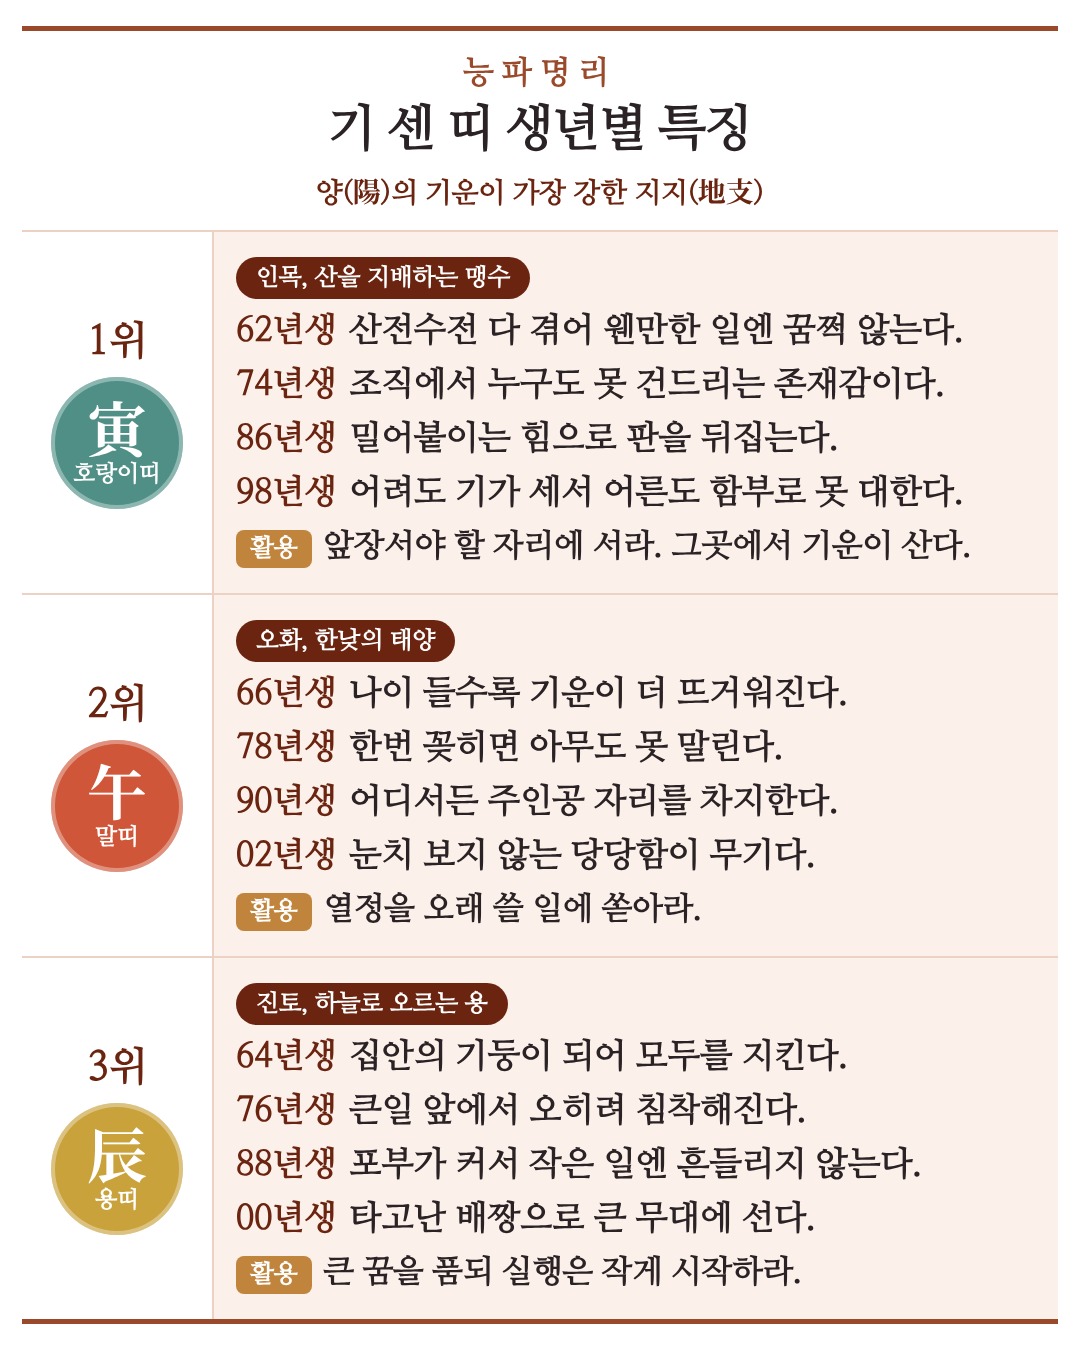 능파명리
기 센 띠 생년별 특징
양(陽)의 기운이 가장 강한 지지(地支)
1위
寅
호랑이띠
인목, 산을 지배하는 맹수
62년생 산전수전 다 겪어 웬만한 일엔 꿈쩍 않는다.
74년생 조직에서 누구도 못 건드리는 존재감이다.
86년생 밀어붙이는 힘으로 판을 뒤집는다.
98년생 어려도 기가 세서 어른도 함부로 못 대한다.
활용 앞장서야 할 자리에 서라. 그곳에서 기운이 산다.
2위
午
말띠
오화, 한낮의 태양
66년생 나이 들수록 기운이 더 뜨거워진다.
78년생 한번 꽂히면 아무도 못 말린다.
90년생 어디서든 주인공 자리를 차지한다.
02년생 눈치 보지 않는 당당함이 무기다.
활용 열정을 오래 쓸 일에 쏟아라.
3위
辰
용띠
진토, 하늘로 오르는 용
64년생 집안의 기둥이 되어 모두를 지킨다.
76년생 큰일 앞에서 오히려 침착해진다.
88년생 포부가 커서 작은 일엔 흔들리지 않는다.
00년생 타고난 배짱으로 큰 무대에 선다.
활용 큰 꿈을 품되 실행은 작게 시작하라.